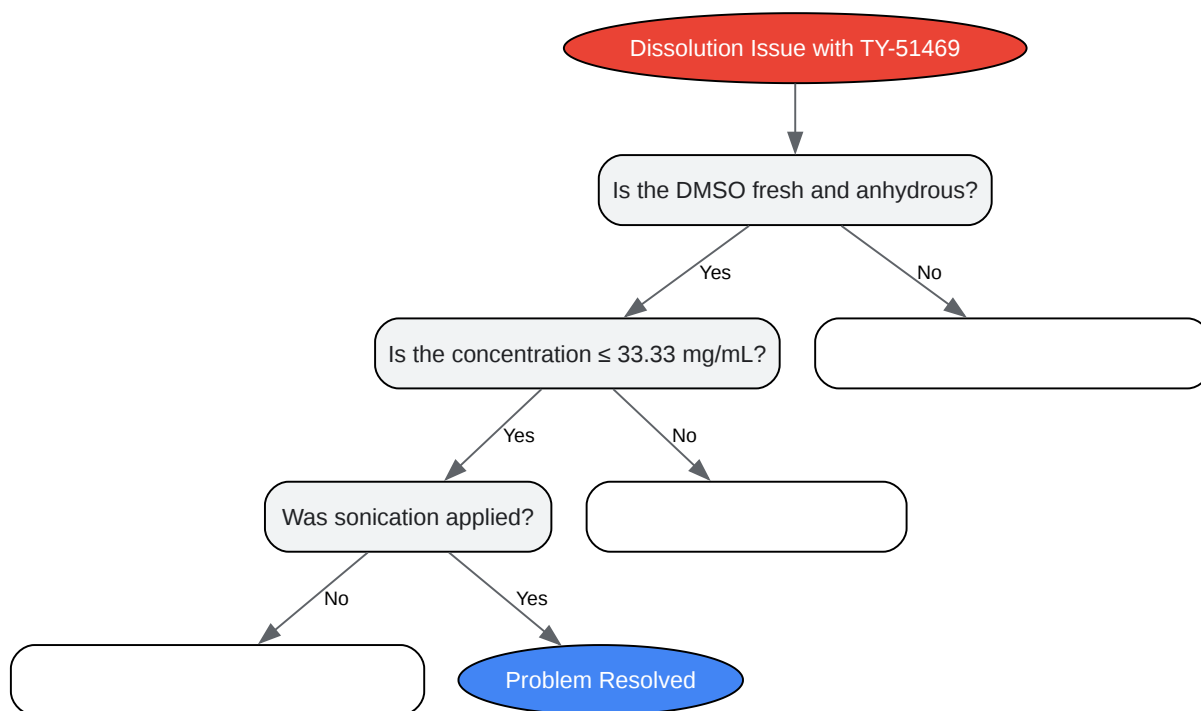 Dissolution Issue with TY-51469
Is the DMSO fresh and anhydrous?
Yes
No
Is the concentration ≤ 33.33 mg/mL?
Yes
No
Was sonication applied?
No
Yes
Problem Resolved